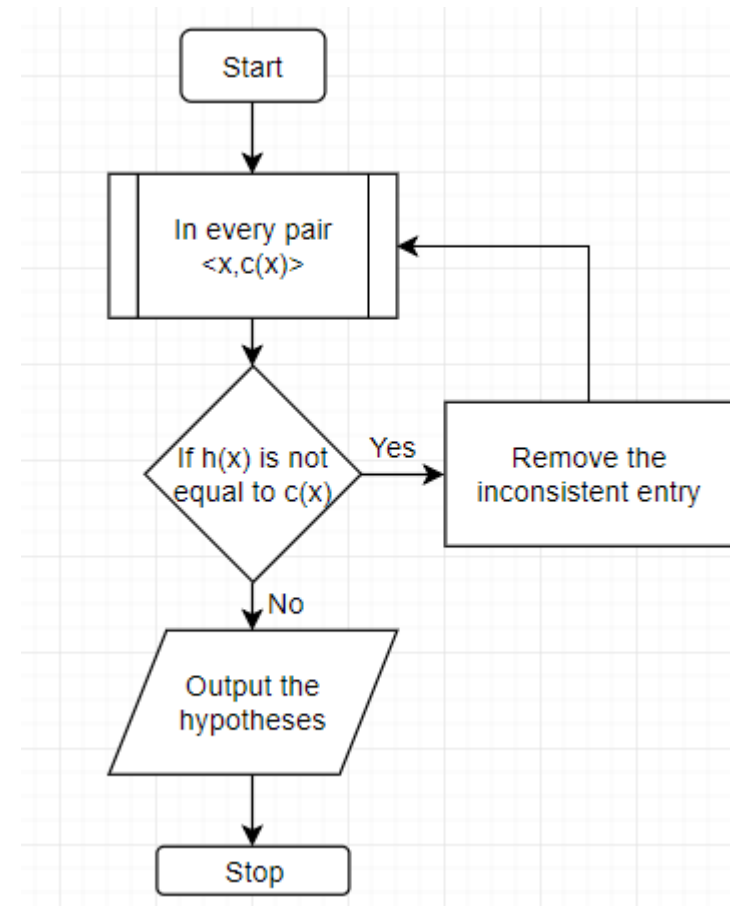 Start
In every pair
<x,c(x)>
If h(x) is not
equal to c(x)
Yes
Remove the
inconsistent entry
No
Output the
hypotheses
Stop